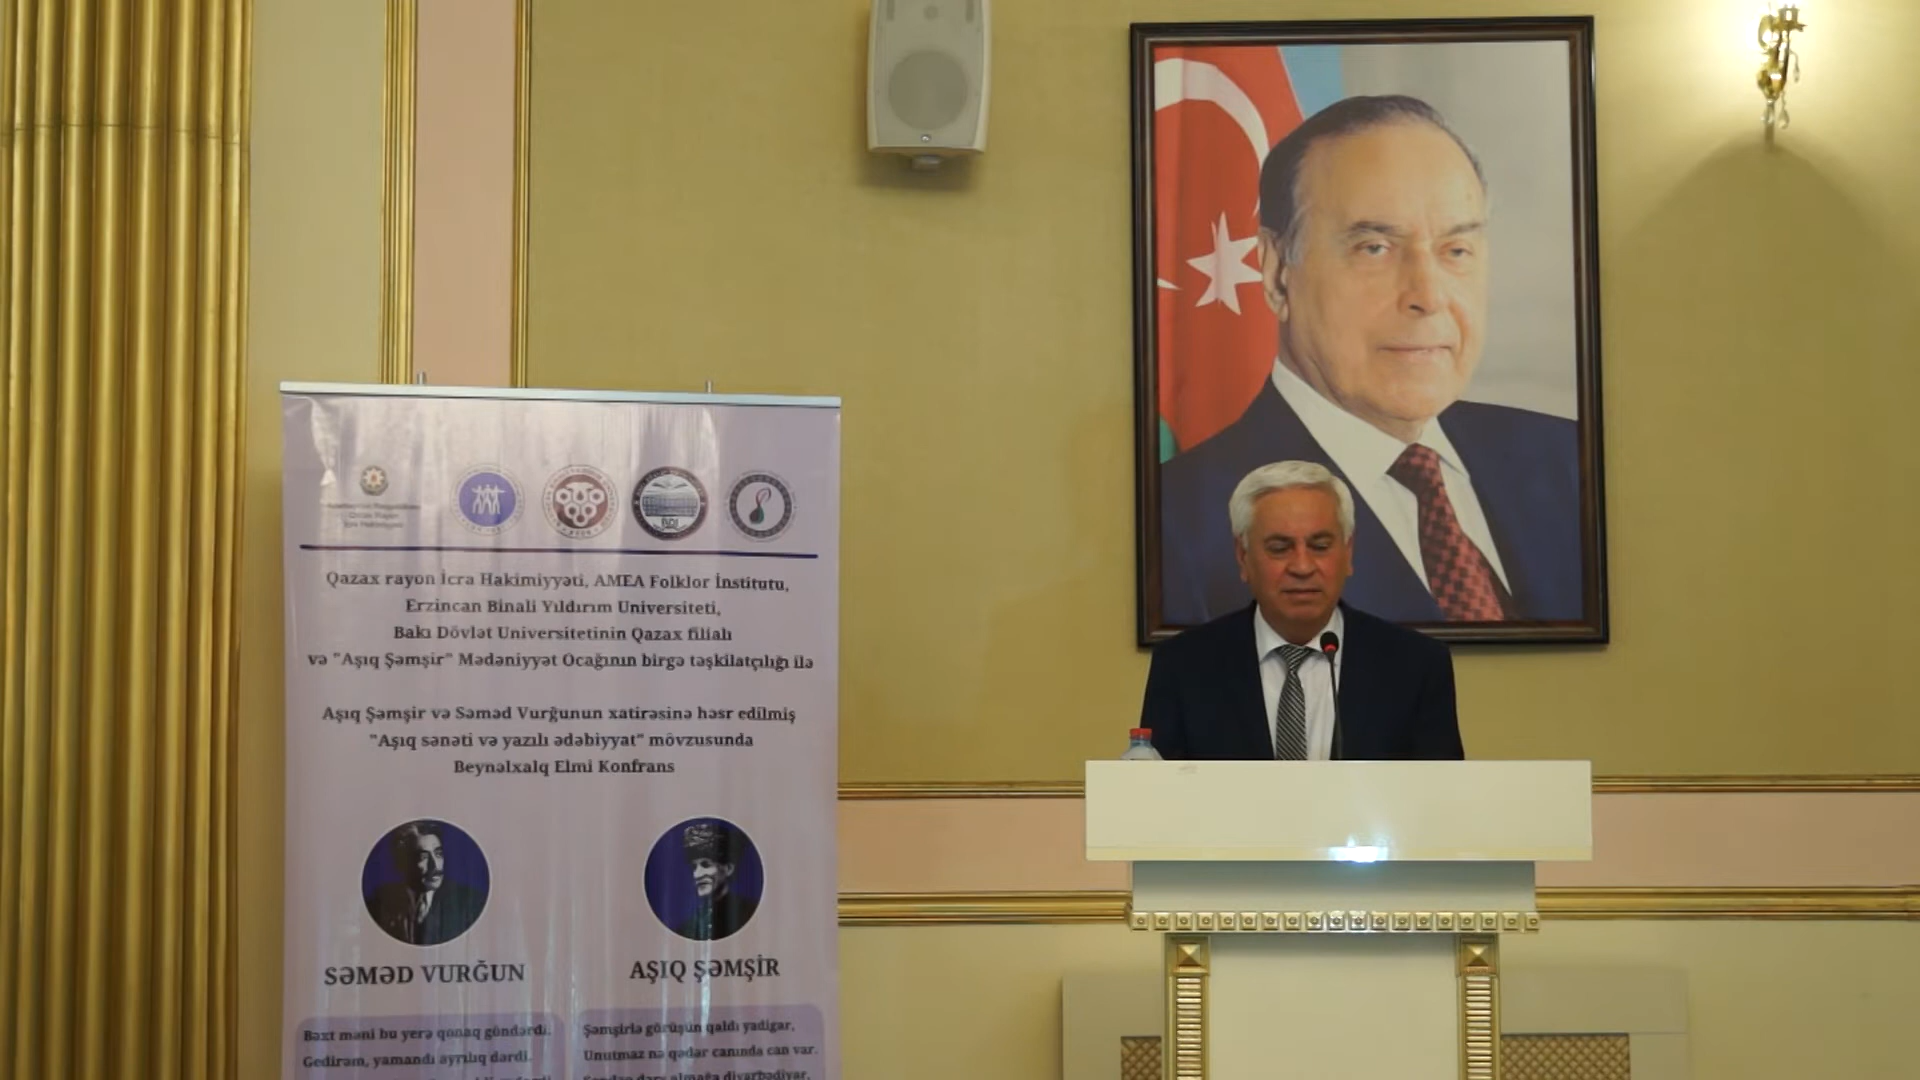 Qazax rayon İcra Hakimiyyəti, AMEA Folklor İnstitutu,
Erzincan Binali Yıldırım Universiteti,
Bakı Dövlət Universitetinin Qazax filialı
və "Aşıq Şəmşir" Mədəniyyət Ocağının birgə təşkilatçılığı ilə
Aşıq Şəmşir və Səməd Vurğunun xatirəsinə həsr edilmiş
"Aşıq sənəti və yazılı ədəbiyyat" mövzusunda
Beynəlxalq Elmi Konfrans
SƏMƏD VURĞUN
AŞIQ ŞƏMŞİR
Bəxt məni bu yerə qonaq göndərdi,
Gedirəm, yamandı ayrılıq dərdi.
Şəmşirlə görüşün qaldı yadigar,
Unutmaz nə qədər canında can var.